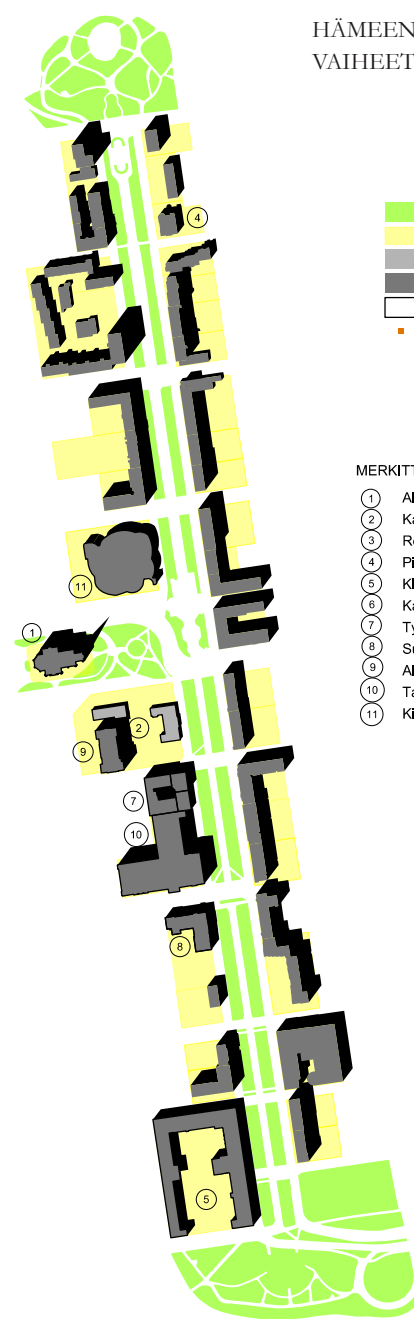 HÄMEEN
VAIHEET
4
MERKITT
1 Al
2 Ka
3 Re
4 Pi
5 Kl
6 Ka
7 Ty
8 Su
9 Al
10 Ta
11 Ki
11
1
2
9
7
10
8
5